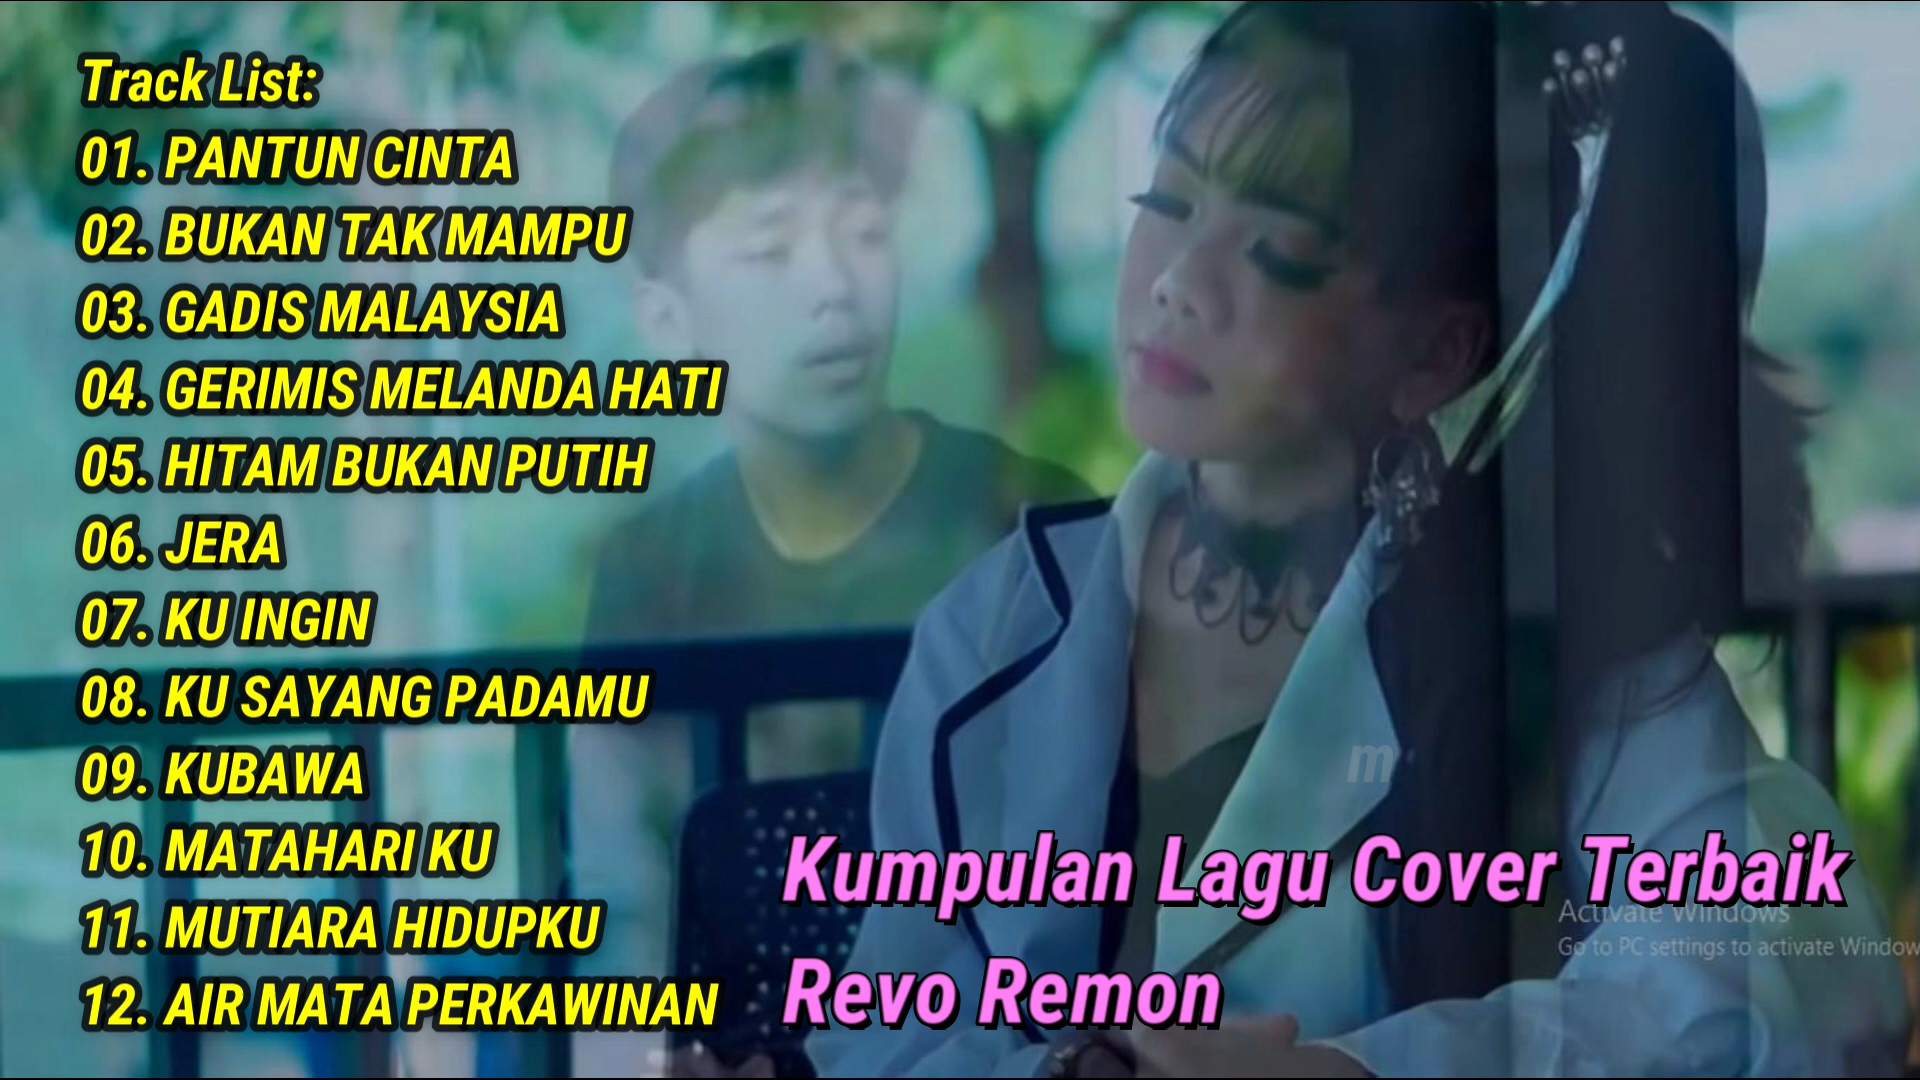 Track List:
01. PANTUN CINTA
02. BUKAN TAK MAMPU
03. GADIS MALAYSIA
04. GERIMIS MELANDA HATI
05. HITAM BUKAN PUTIH
06. JERA
07. KU INGIN
08. KU SAYANG PADAMU
09. KUBAWA
10. MATAHARI KU
11. MUTIARA HIDUPKU
12. AIR MATA PERKAWINAN
m
Kumpulan Lagu Cover Terbaik
Revo Remon
Activate Windows
Go to PC settings to activate Window